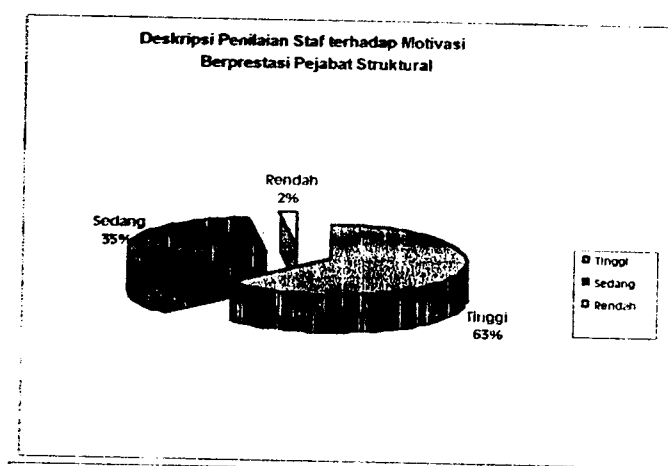 Deskripsi Penilaian Staf terhadap Motivasi
Berprestasi Pejabat Struktural
Rendah
2%
Sedang
35%
Tinggi
63%
Tinggi
Sedang
Rendah